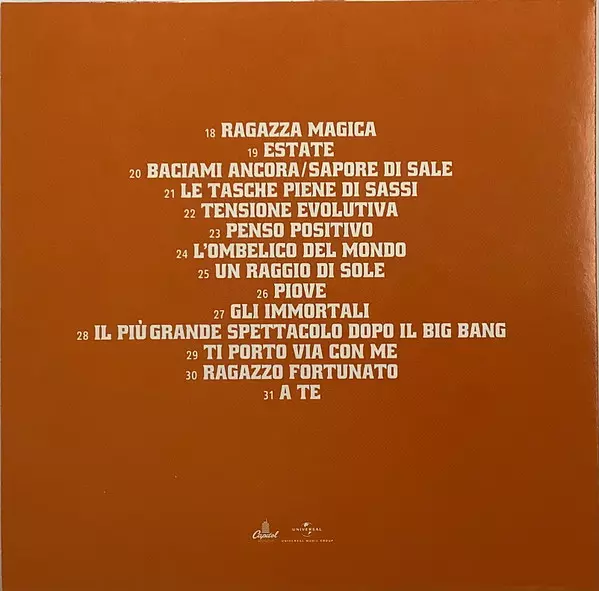 18 RAGAZZA MAGICA
19 ESTATE
20 BACIAMI ANCORA/SAPORE DI SALE
21 LE TASCHE PIENE DI SASSI
22 TENSIONE EVOLUTIVA
23 PENSO POSITIVO
24 L'OMBELICO DEL MONDO
25 UN RAGGIO DI SOLE
26 PIOVE
27 GLI IMMORTALI
28 IL PIÙ GRANDE SPETTACOLO DOPO IL BIG BANG
29 TI PORTO VIA CON ME
30 RAGAZZO FORTUNATO
31 A TE
Capitol UNIVERSAL
UNIVERSAL MUSIC GROUP